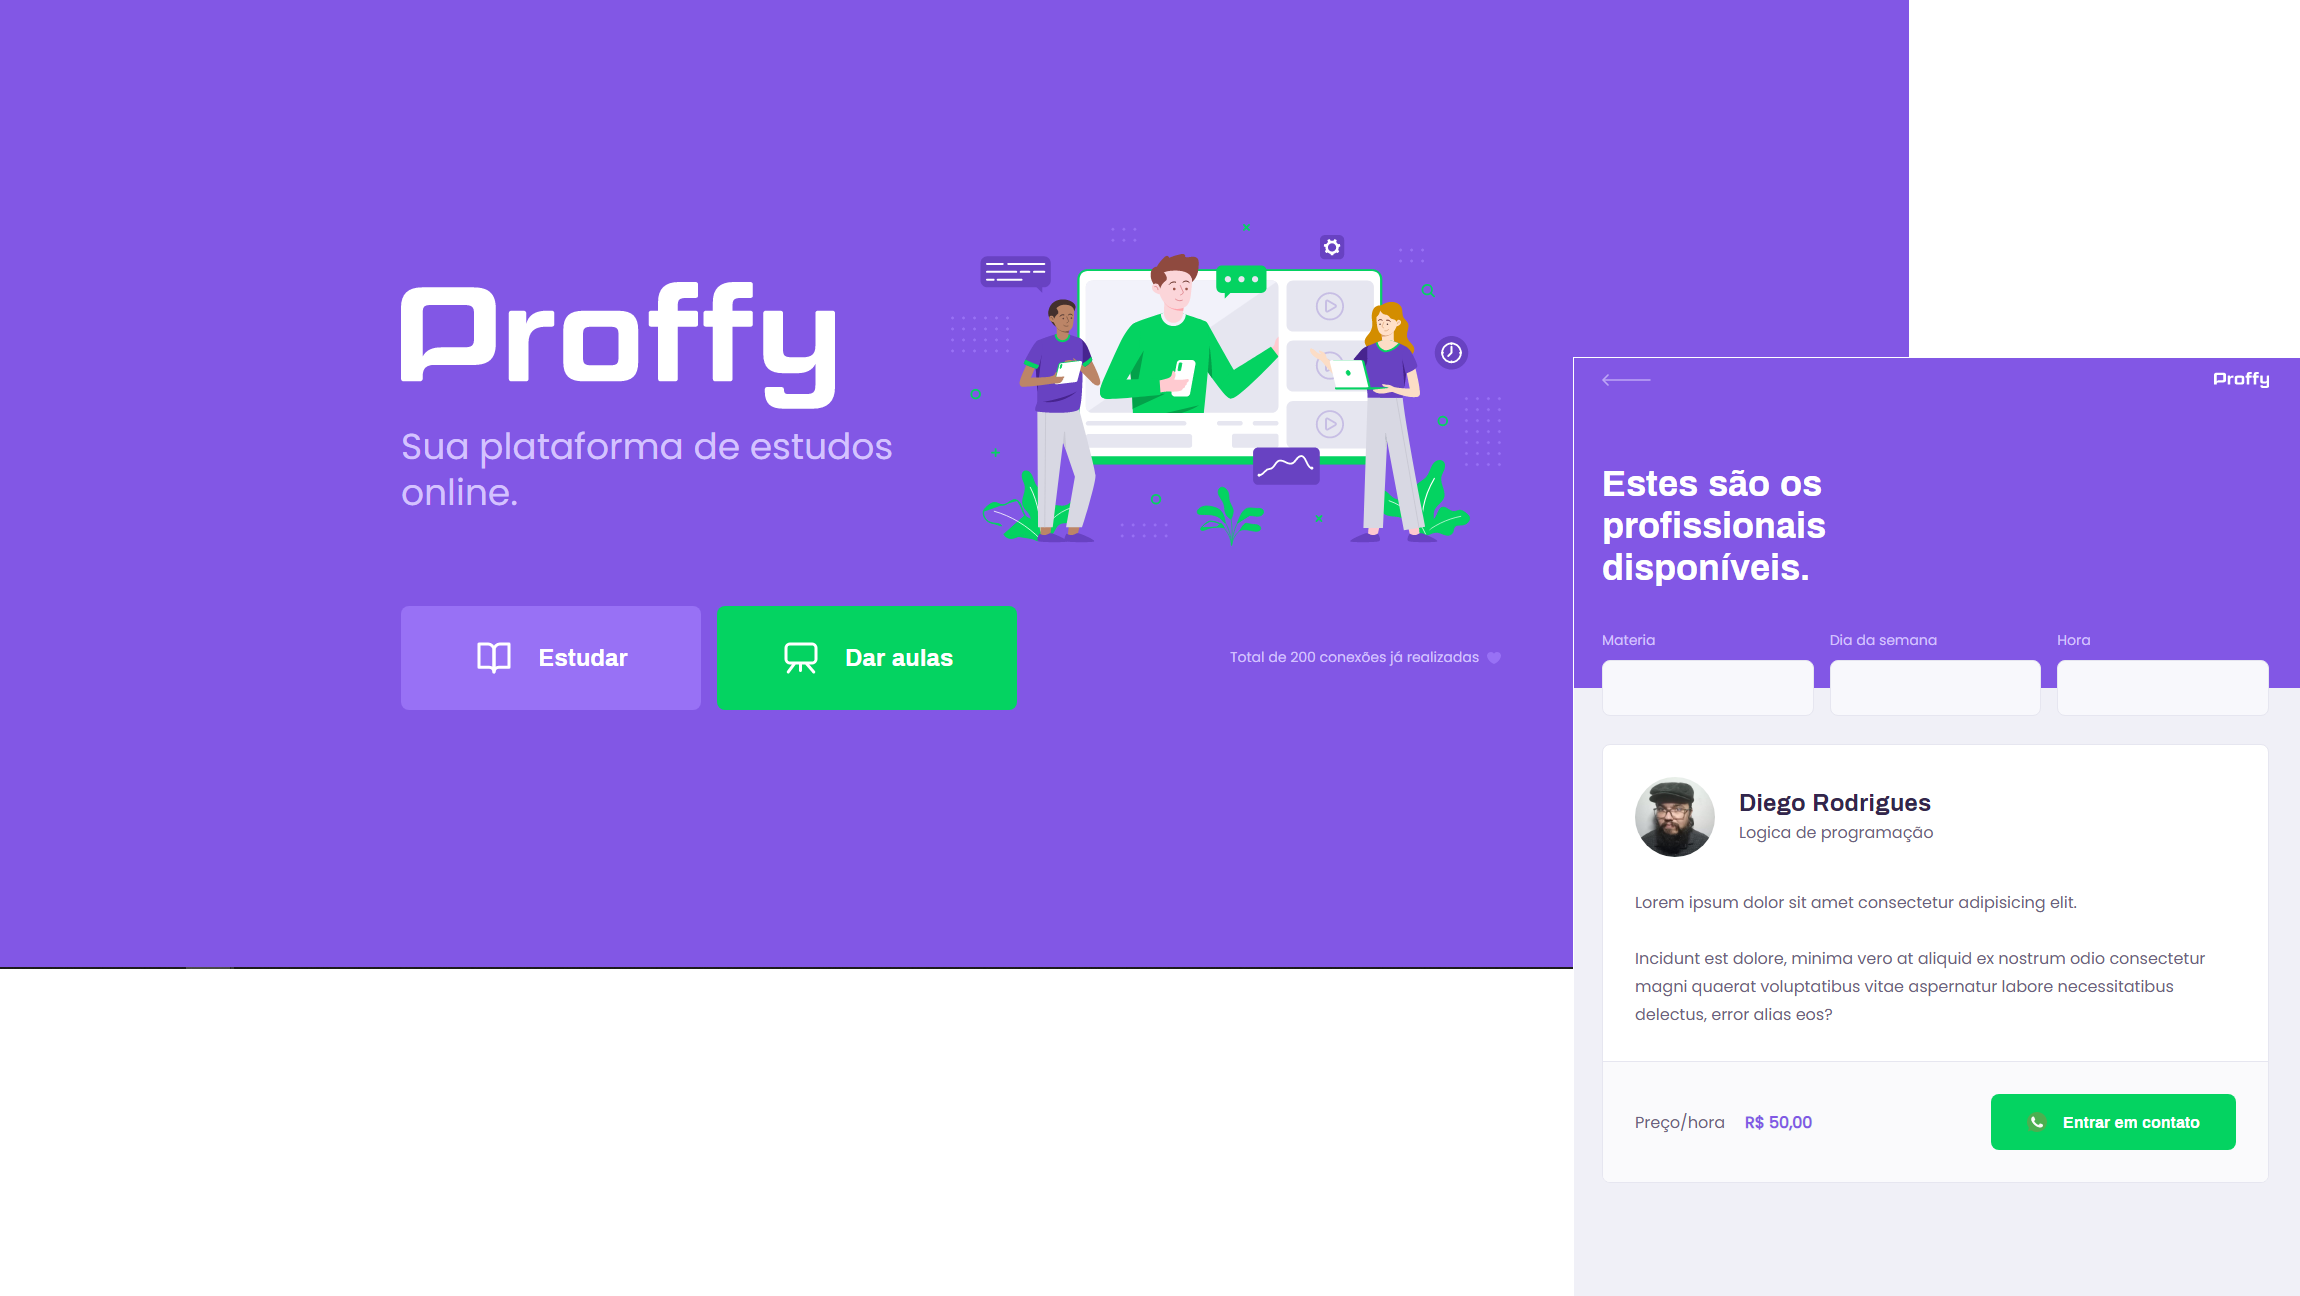 Proffy
Sua plataforma de estudos
online.
Estudar
Dar aulas
Total de 200 conexões já realizadas
Proffy
Estes são os
profissionais
disponíveis.
Materia
Dia da semana
Hora
Diego Rodrigues
Logica de programação
Lorem ipsum dolor sit amet consectetur adipisicing elit.
Incidunt est dolore, minima vero at aliquid ex nostrum odio consectetur
magni quaerat voluptatibus vitae aspernatur labore necessitatibus
delectus, error alias eos?
Preço/hora
R$ 50,00
Entrar em contato